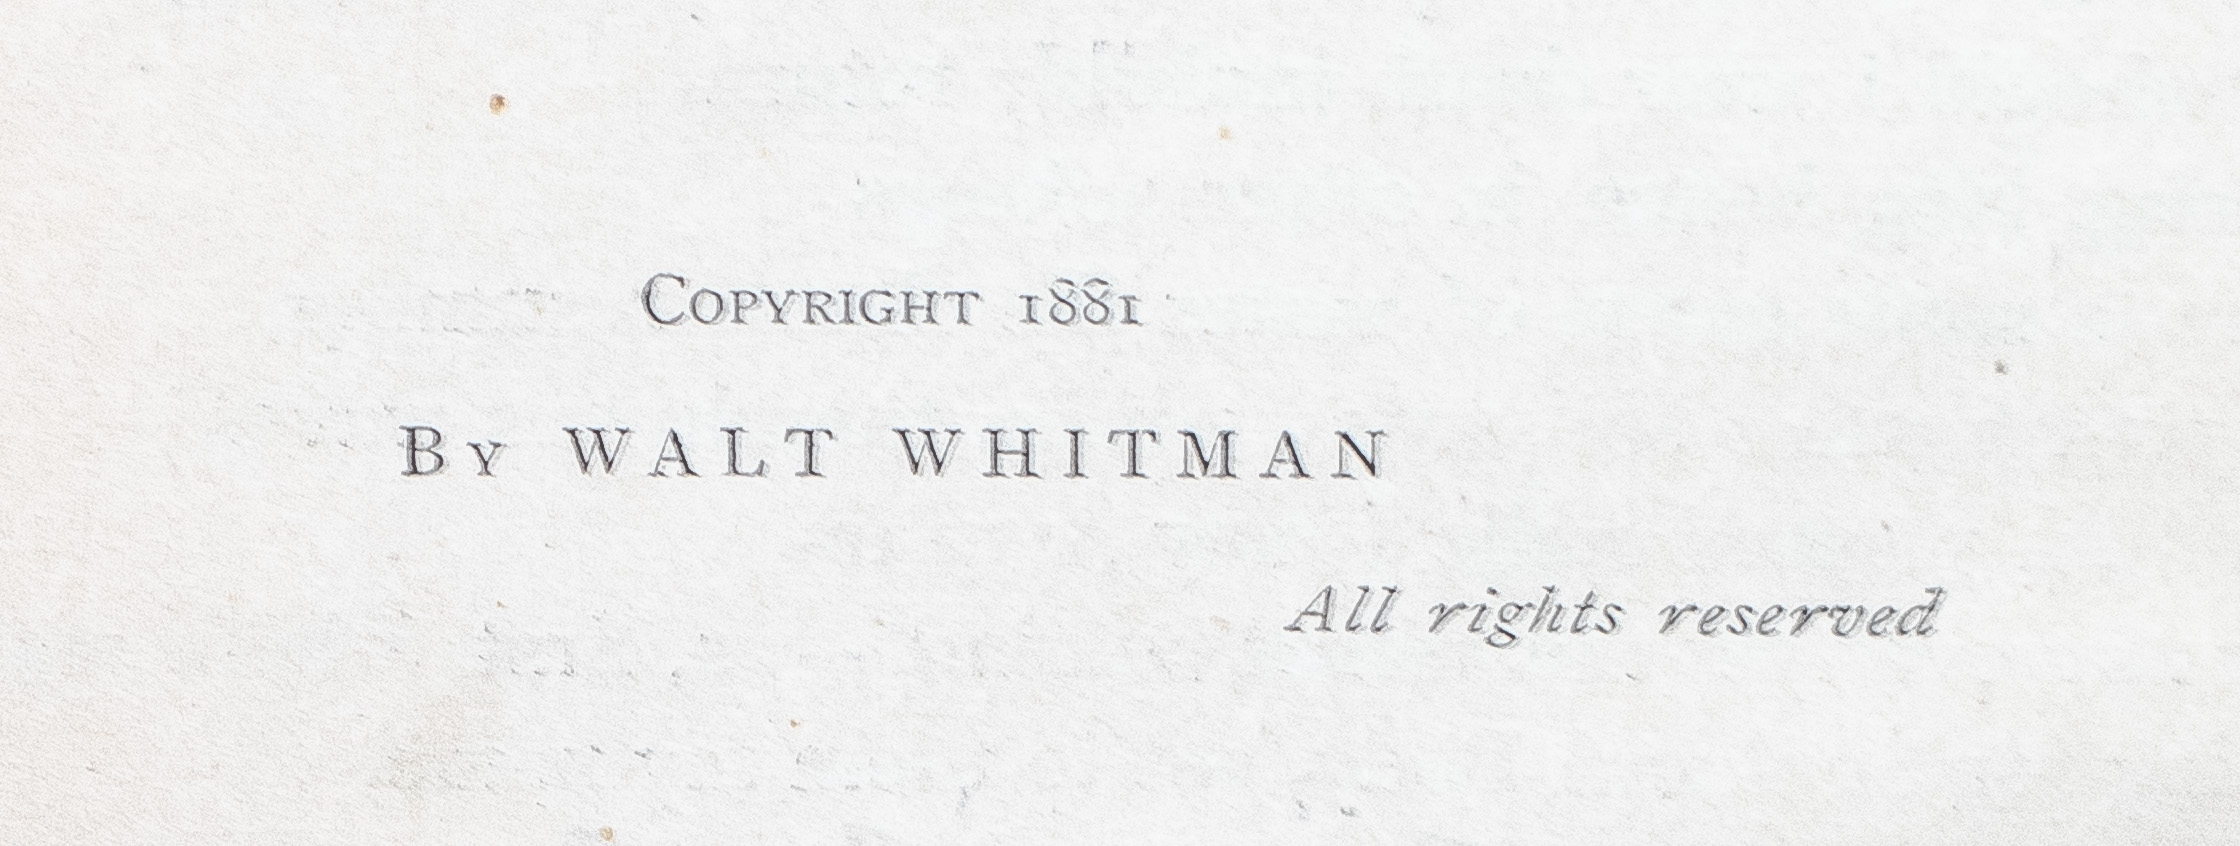 Copyright 1881
By WALT WHITMAN
All rights reserved